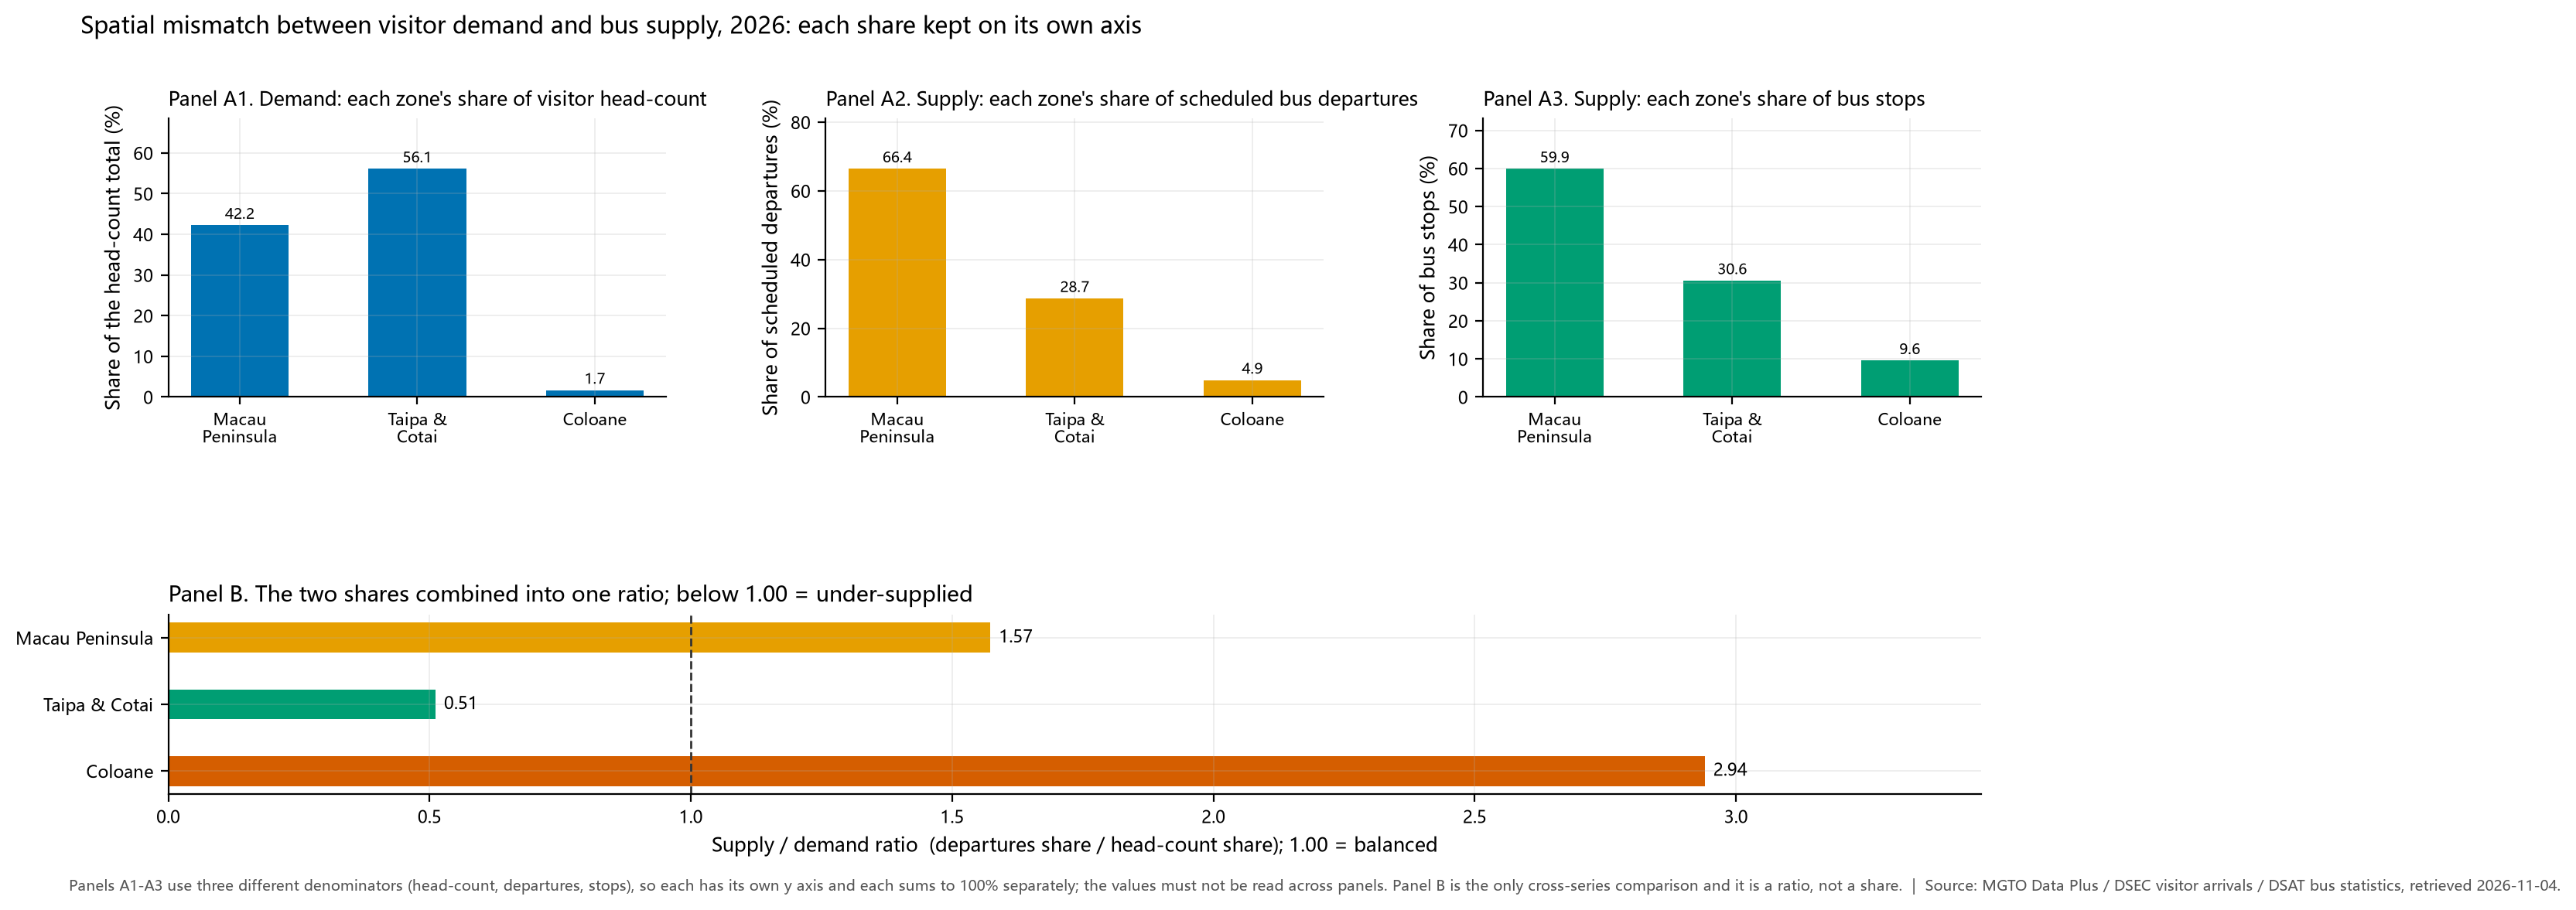 Spatial mismatch between visitor demand and bus supply, 2026: each share kept on its own axis
Panel A1. Demand: each zone's share of visitor head-count
Share of the head-count total (%)
60
50
40
30
20
10
0
42.2
56.1
1.7
Macau
Peninsula
Taipa &
Cotai
Coloane
Panel A2. Supply: each zone's share of scheduled bus departures
Share of scheduled departures (%)
80
60
40
20
0
66.4
28.7
4.9
Macau
Peninsula
Taipa &
Cotai
Coloane
Panel A3. Supply: each zone's share of bus stops
Share of bus stops (%)
70
60
50
40
30
20
10
0
59.9
30.6
9.6
Macau
Peninsula
Taipa &
Cotai
Coloane
Panel B. The two shares combined into one ratio; below 1.00 = under-supplied
Macau Peninsula
1.57
Taipa & Cotai
0.51
Coloane
2.94
0.0 0.5 1.0 1.5 2.0 2.5 3.0
Supply / demand ratio (departures share / head-count share); 1.00 = balanced
Panels A1-A3 use three different denominators (head-count, departures, stops), so each has its own y axis and each sums to 100% separately; the values must not be read across panels. Panel B is the only cross-series comparison and it is a ratio, not a share. | Source: MGTO Data Plus / DSEC visitor arrivals / DSAT bus statistics, retrieved 2026-11-04.